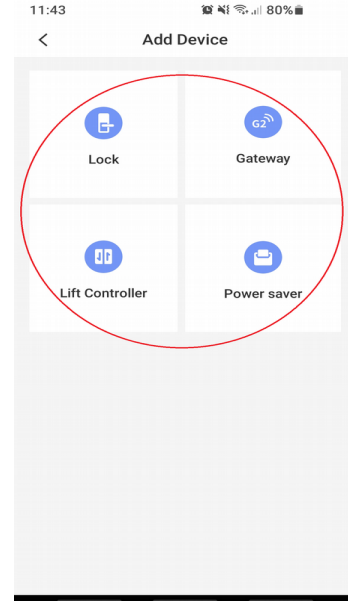 11:43 80%
Add Device
G2
Lock Gateway
Lift Controller Power saver